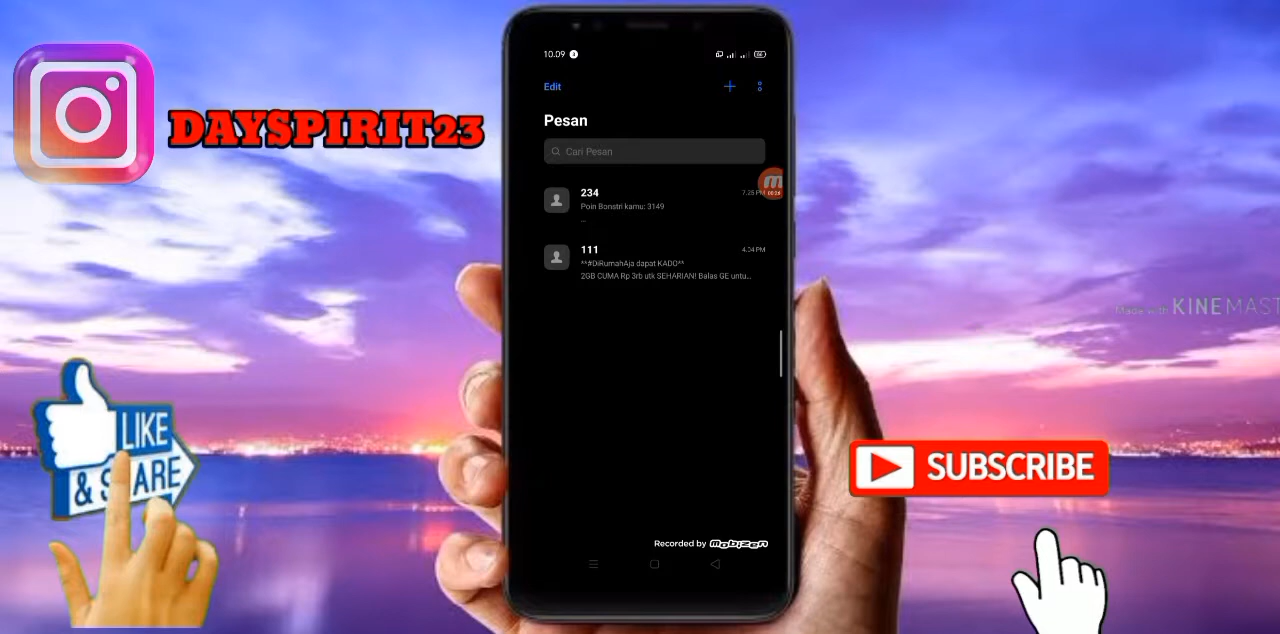 DAYSPIRIT23
10.09
Edit
Pesan
Cari Pesan
234
7.25 PM
Poin Bonstri kamu: 3149
...
111
4.04 PM
**#DiRumahAja dapat KADO**
2GB CUMA Rp 3rb utk SEHARIAN! Balas GE untu...
Recorded by mobizen
LIKE
& SHARE
SUBSCRIBE
Made with KINEMAST